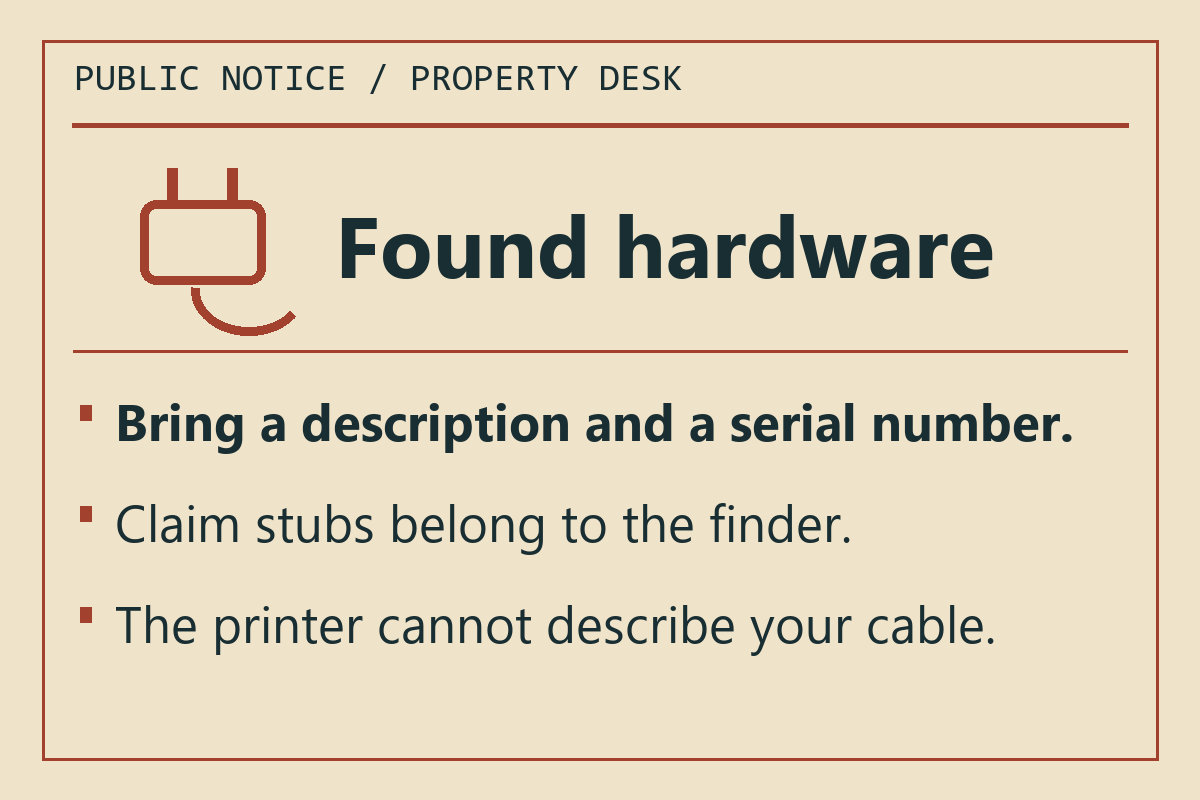 PUBLIC NOTICE / PROPERTY DESK
Found hardware
Bring a description and a serial number.
Claim stubs belong to the finder.
The printer cannot describe your cable.